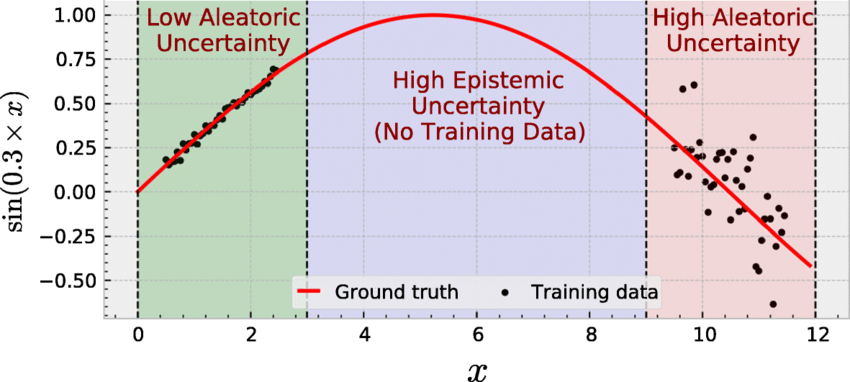 Low Aleatoric
Uncertainty
High Epistemic
Uncertainty
(No Training Data)
High Aleatoric
Uncertainty
1.00
0.75
0.50
0.25
0.00
−0.25
−0.50
sin(0.3 × x)
Ground truth
Training data
0
2
4
6
8
10
12
x